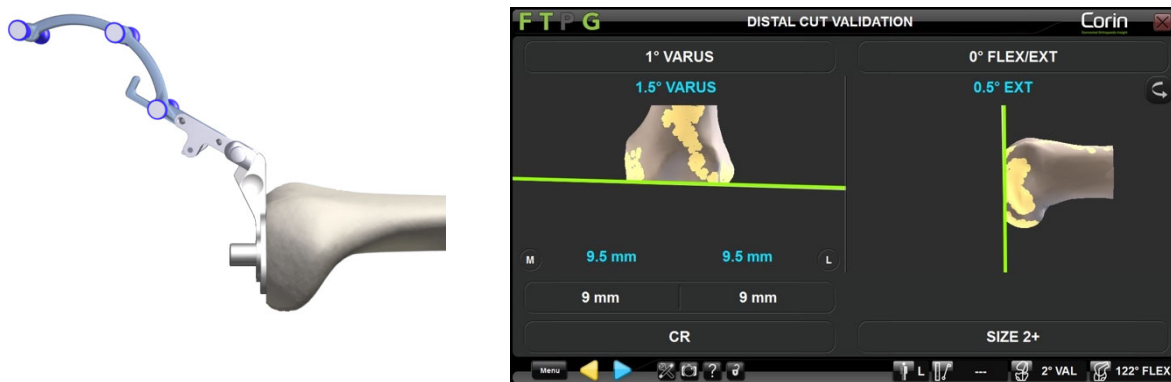 F T P G
DISTAL CUT VALIDATION
Corin
1° VARUS
0° FLEX/EXT
1.5° VARUS
0.5° EXT
M
9.5 mm
9.5 mm
L
9 mm
9 mm
CR
SIZE 2+
Menu
?
L
---
2° VAL
122° FLEX